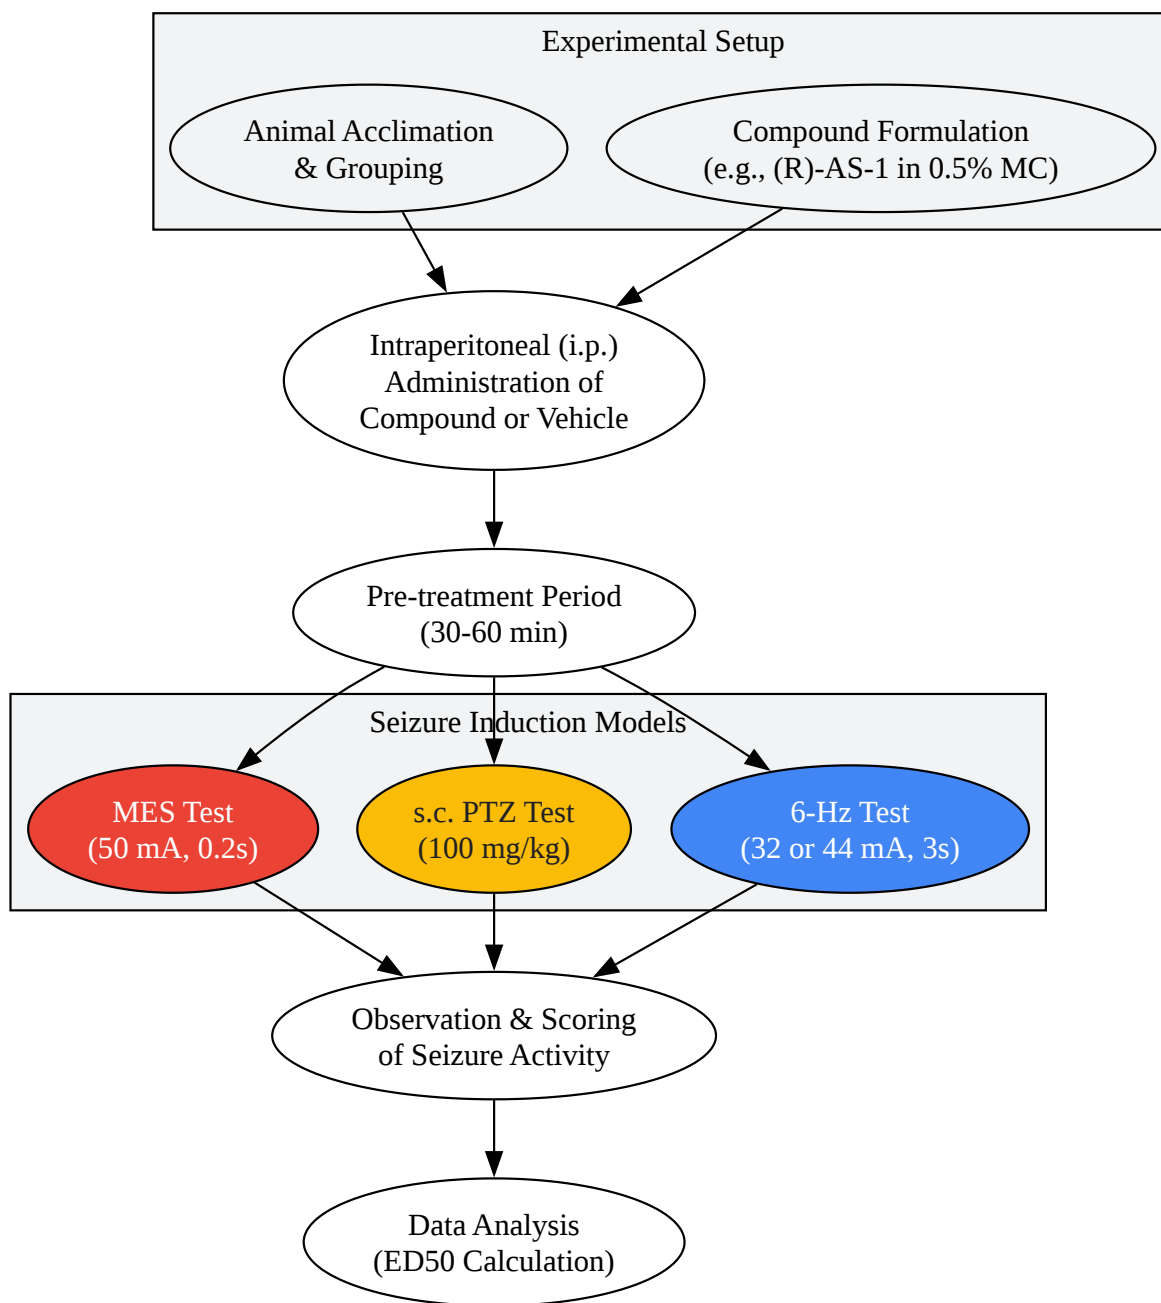 Experimental Setup
Animal Acclimation
& Grouping
Compound Formulation
(e.g., (R)-AS-1 in 0.5% MC)
Intraperitoneal (i.p.)
Administration of
Compound or Vehicle
Pre-treatment Period
(30-60 min)
Seizure Induction Models
MES Test
(50 mA, 0.2s)
s.c. PTZ Test
(100 mg/kg)
6-Hz Test
(32 or 44 mA, 3s)
Observation & Scoring
of Seizure Activity
Data Analysis
(ED50 Calculation)